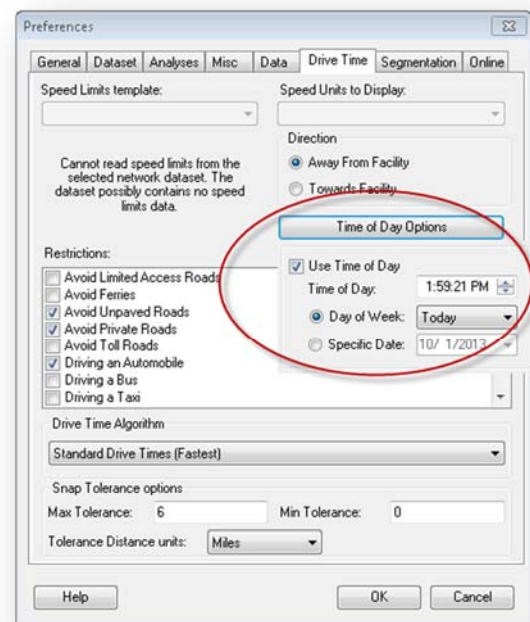 Preferences
General Dataset Analyses Misc Data Drive Time Segmentation Online
Speed Limits template:
Speed Units to Display:
Cannot read speed limits from the
selected network dataset. The
dataset possibly contains no speed
limits data.
Direction
Away From Facility
Towards Facility
Time of Day Options
Use Time of Day
Time of Day: 1:59:21 PM
Day of Week: Today
Specific Date: 10/ 1/2013
Restrictions:
Avoid Limited Access Roads
Avoid Ferries
Avoid Unpaved Roads
Avoid Private Roads
Avoid Toll Roads
Driving an Automobile
Driving a Bus
Driving a Taxi
Drive Time Algorithm
Standard Drive Times (Fastest)
Snap Tolerance options
Max Tolerance: 6 Min Tolerance: 0
Tolerance Distance units: Miles
Help OK Cancel